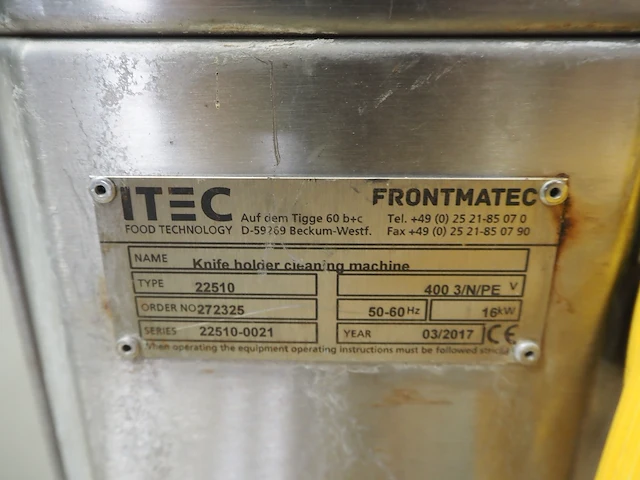 ITEC
FOOD TECHNOLOGY
Auf dem Tigge 60 b+c
D-59269 Beckum-Westf.
FRONTMATEC
Tel. +49 (0) 25 21-85 07 0
Fax +49 (0) 25 21-85 07 90
NAME Knife holder cleaning machine
TYPE 22510 400 3/N/PE V
ORDER NO 272325 50-60 Hz 16 kW
SERIES 22510-0021 YEAR 03/2017 CE
When operating the equipment operating instructions must be followed strictly